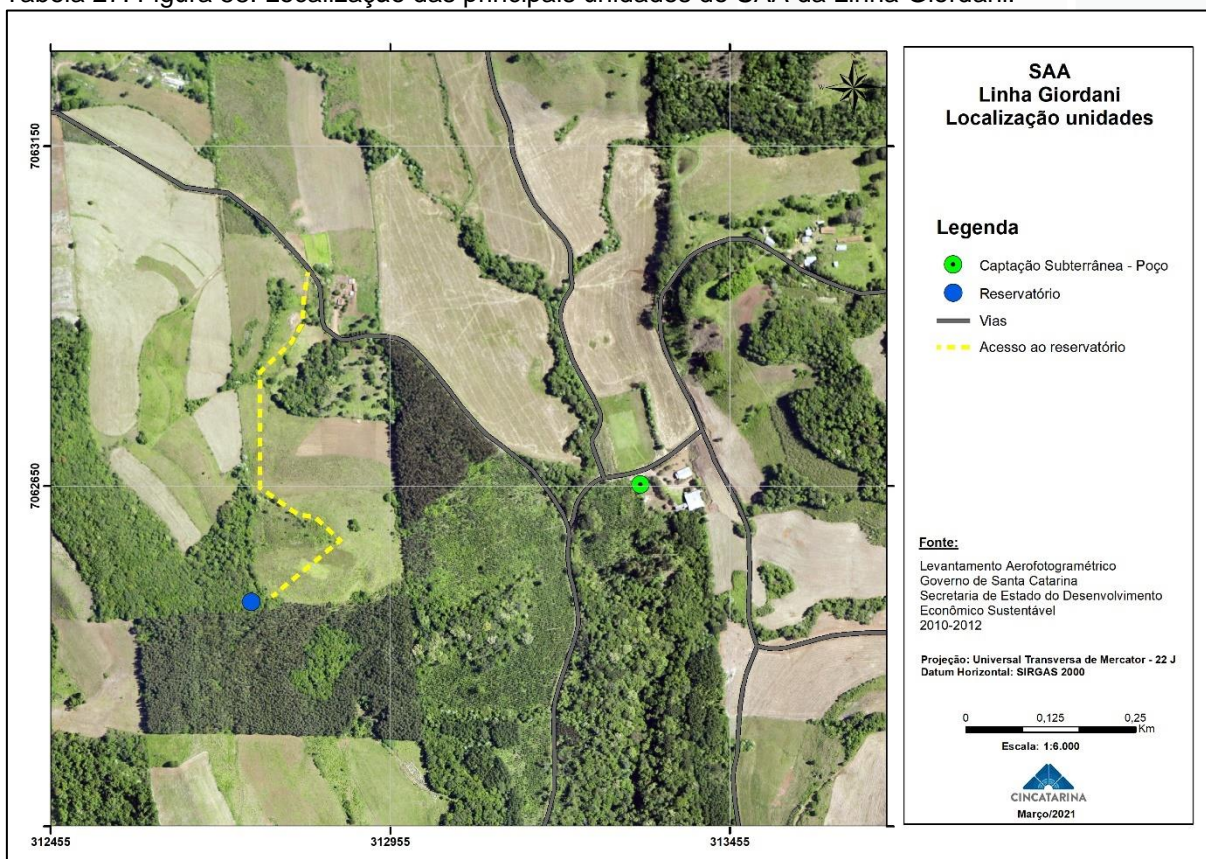 Tabela 27: Figura 68: Localização das principais unidades do SAA da Linha Giordani.
SAA
Linha Giordani
Localização unidades
Legenda
Captação Subterrânea - Poço
Reservatório
Vias
Acesso ao reservatório
Fonte:
Levantamento Aerofotogramétrico
Governo de Santa Catarina
Secretaria de Estado do Desenvolvimento
Econômico Sustentável
2010-2012
Projeção: Universal Transversa de Mercator - 22 J
Datum Horizontal: SIRGAS 2000
0 0,125 0,25
Km
Escala: 1:6.000
CINCATARINA
Março/2021
7063150
7062650
312455 312955 313455